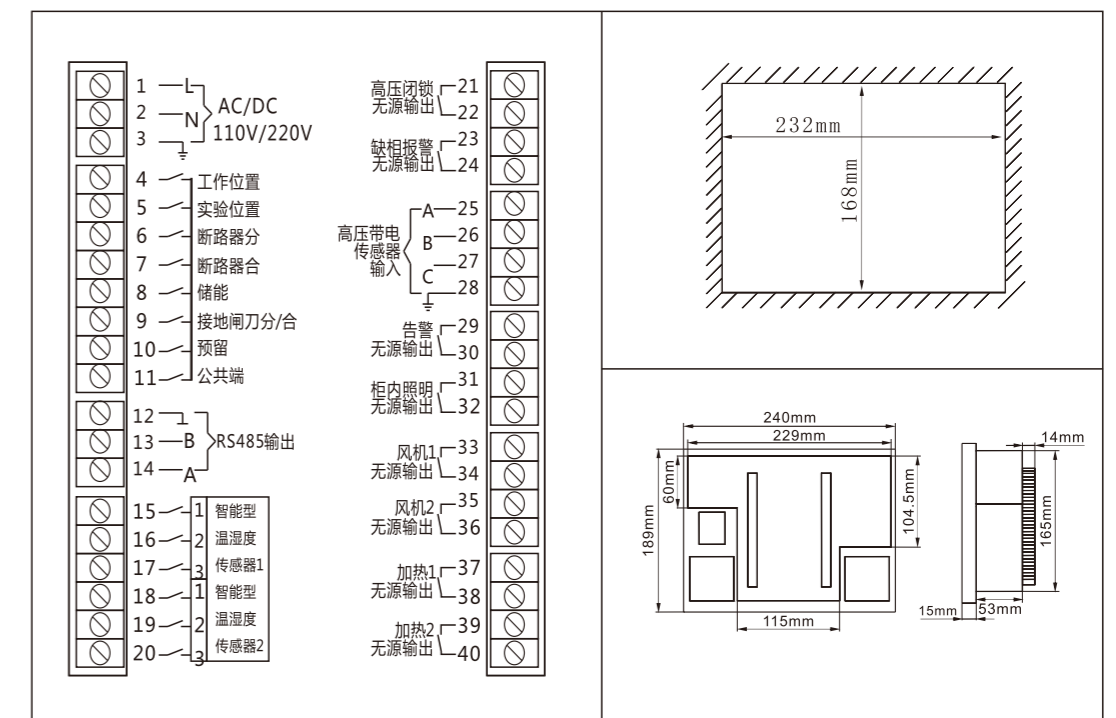 1 L
2 N AC/DC
3 110V/220V
4 工作位置
5 实验位置
6 断路器分
7 断路器合
8 储能
9 接地闸刀分/合
10 预留
11 公共端
12
13 B RS485输出
14 A
15 1 智能型
16 2 温湿度
17 3 传感器1
18 1 智能型
19 2 温湿度
20 3 传感器2
高压闭锁 21
无源输出 22
缺相报警 23
无源输出 24
A 25
高压带电 B 26
传感器 27
输入 C 28
告警 29
无源输出 30
柜内照明 31
无源输出 32
风机1 33
无源输出 34
风机2 35
无源输出 36
加热1 37
无源输出 38
加热2 39
无源输出 40
232mm
168mm
240mm
229mm
60mm
189mm
104.5mm
115mm
14mm
165mm
15mm
53mm